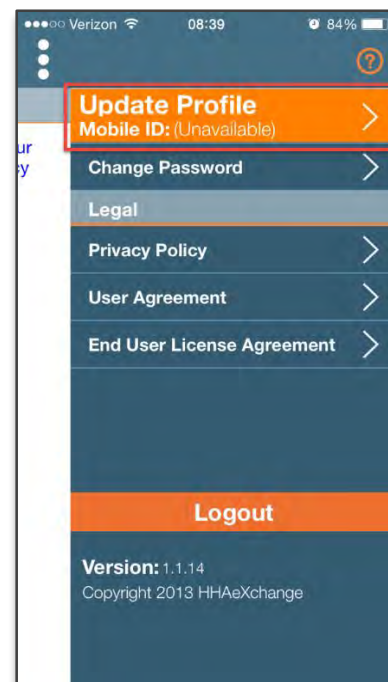 ●●●○○ Verizon 08:39 84%
?
Update Profile
Mobile ID: (Unavailable)
ur
y
Change Password
Legal
Privacy Policy
User Agreement
End User License Agreement
Logout
Version: 1.1.14
Copyright 2013 HHAeXchange